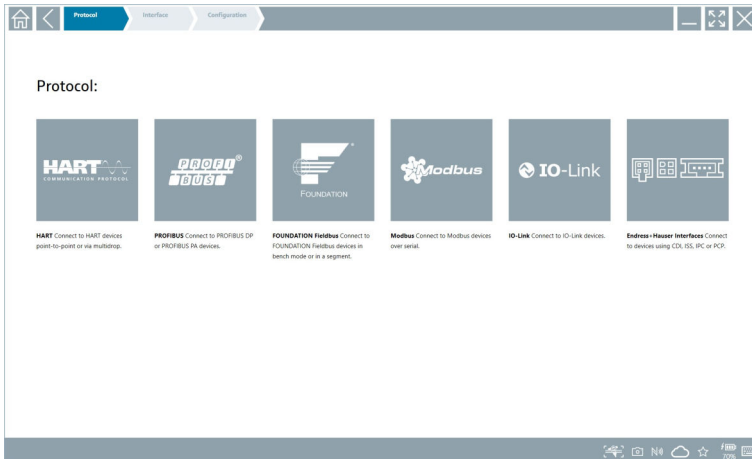 Protocol
Interface
Configuration
Protocol:
HART
COMMUNICATION PROTOCOL
PROFI
BUS
®
FOUNDATION
Modbus
IO-Link
HART Connect to HART devices
point-to-point or via multidrop.
PROFIBUS Connect to PROFIBUS DP
or PROFIBUS PA devices.
FOUNDATION Fieldbus Connect to
FOUNDATION Fieldbus devices in
bench mode or in a segment.
Modbus Connect to Modbus devices
over serial.
IO-Link Connect to IO-Link devices.
Endress+Hauser Interfaces Connect
to devices using CDI, ISS, IPC or PCP.
70%